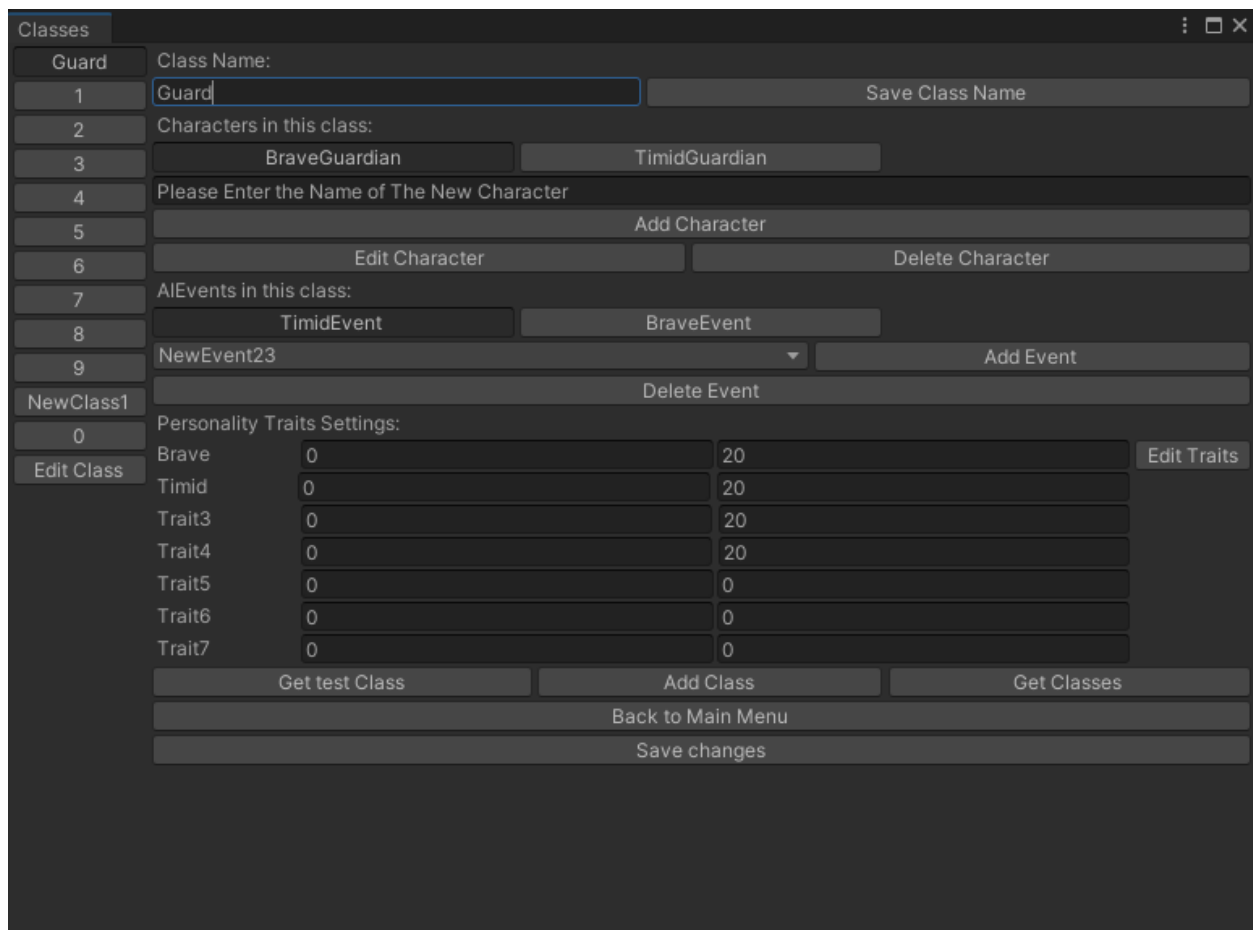 Classes
Guard
1
2
3
4
5
6
7
8
9
NewClass1
0
Edit Class
Class Name:
Guard
Save Class Name
Characters in this class:
BraveGuardian TimidGuardian
Please Enter the Name of The New Character
Add Character
Edit Character Delete Character
AIEvents in this class:
TimidEvent BraveEvent
NewEvent23 Add Event
Delete Event
Personality Traits Settings:
Brave 0 20 Edit Traits
Timid 0 20
Trait3 0 20
Trait4 0 20
Trait5 0 0
Trait6 0 0
Trait7 0 0
Get test Class Add Class Get Classes
Back to Main Menu
Save changes